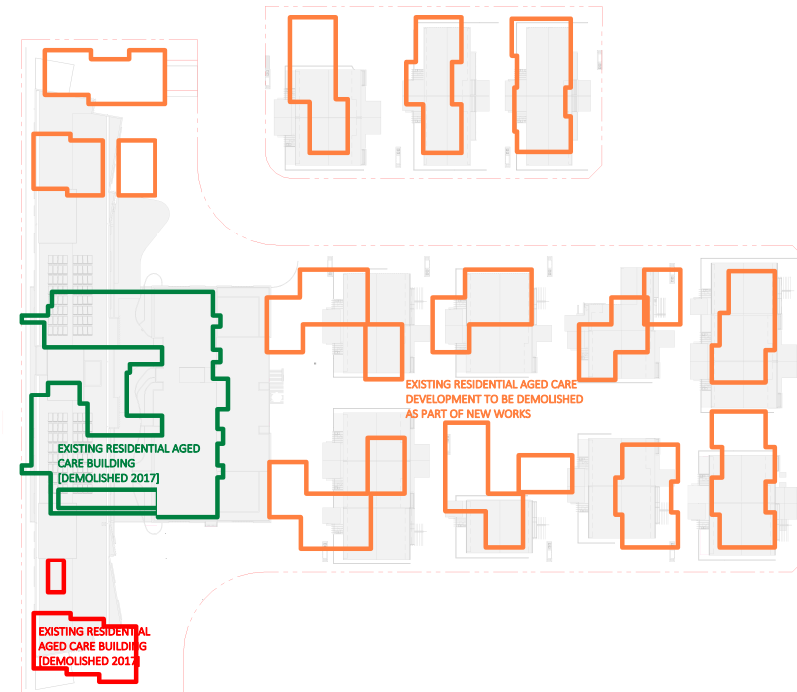 EXISTING RESIDENTIAL AGED CARE
DEVELOPMENT TO BE DEMOLISHED
AS PART OF NEW WORKS
EXISTING RESIDENTIAL AGED
CARE BUILDING
[DEMOLISHED 2017]
EXISTING RESIDENTIAL
AGED CARE BUILDING
[DEMOLISHED 2017]